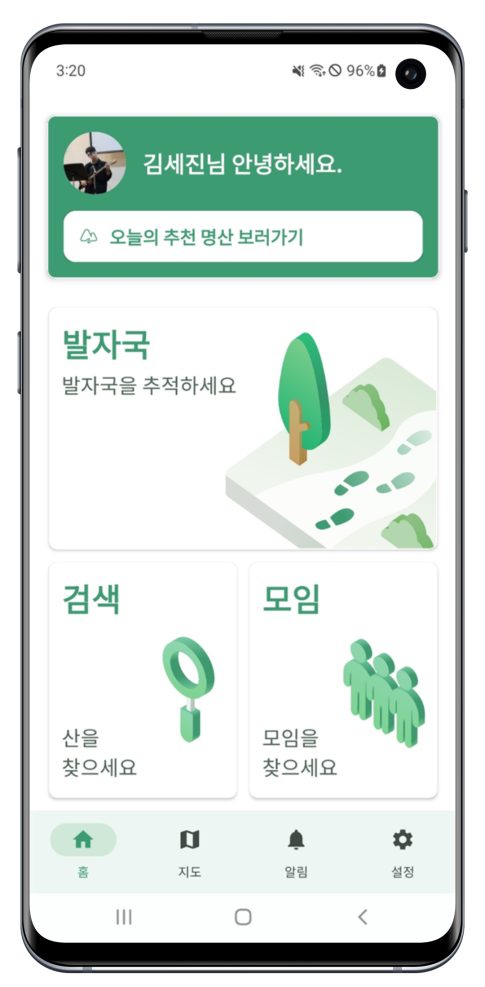 3:20
96%
김세진님 안녕하세요.
오늘의 추천 명산 보러가기
발자국
발자국을 추적하세요
검색
산을
찾으세요
모임
모임을
찾으세요
홈
지도
알림
설정